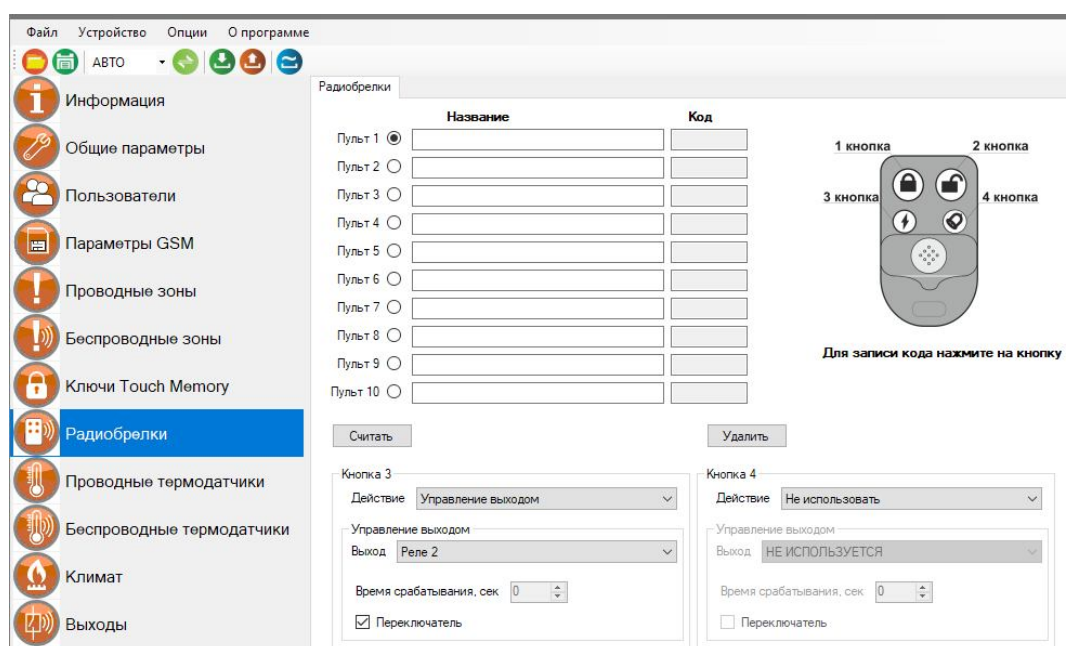 Файл Устройство Опции О программе
АВТО
Информация
Общие параметры
Пользователи
Параметры GSM
Проводные зоны
Беспроводные зоны
Ключи Touch Memory
Радиобрелки
Проводные термодатчики
Беспроводные термодатчики
Климат
Выходы
Радиобрелки
Название Код
Пульт 1
Пульт 2
Пульт 3
Пульт 4
Пульт 5
Пульт 6
Пульт 7
Пульт 8
Пульт 9
Пульт 10
1 кнопка 2 кнопка
3 кнопка 4 кнопка
Для записи кода нажмите на кнопку
Считать Удалить
Кнопка 3
Действие Управление выходом
Управление выходом
Выход Реле 2
Время срабатывания, сек 0
Переключатель
Кнопка 4
Действие Не использовать
Управление выходом
Выход НЕ ИСПОЛЬЗУЕТСЯ
Время срабатывания, сек 0
Переключатель